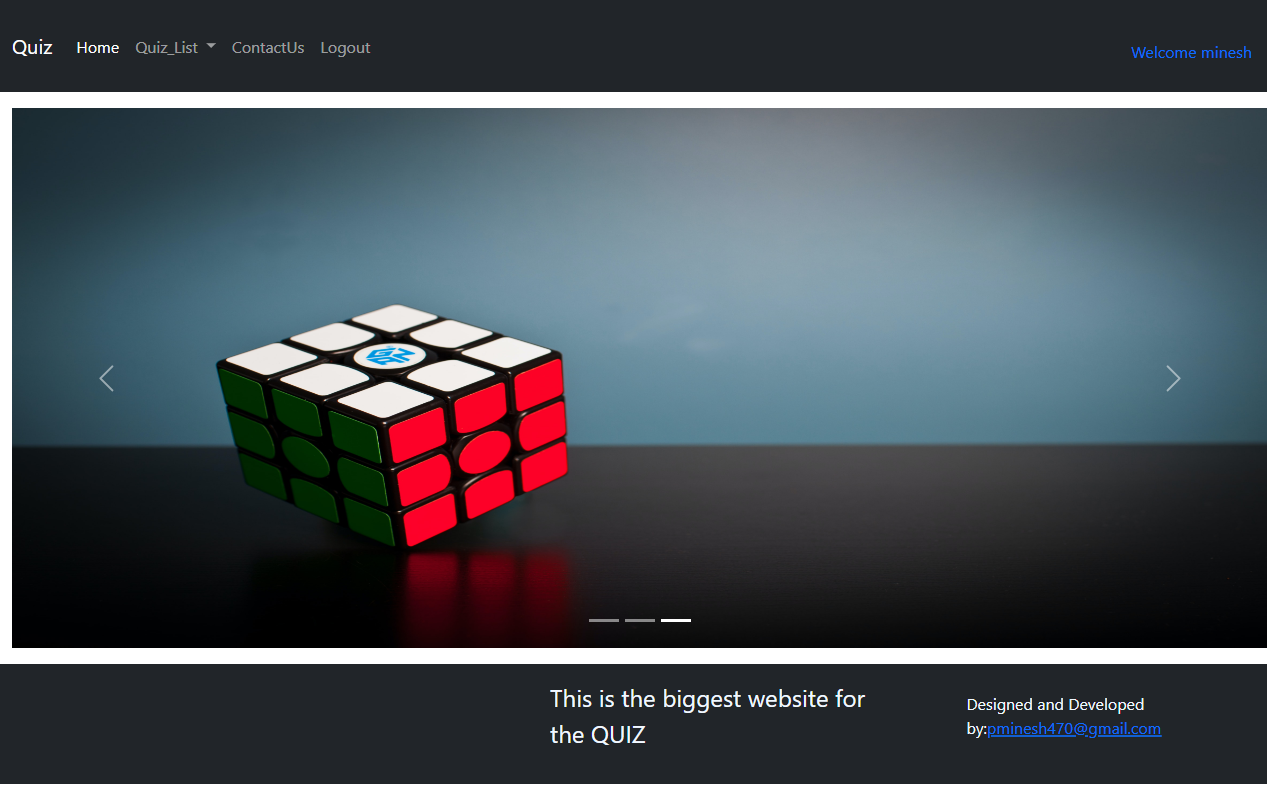 Quiz Home Quiz_List ContactUs Logout
Welcome minesh
This is the biggest website for
the QUIZ
Designed and Developed
by:pminesh470@gmail.com